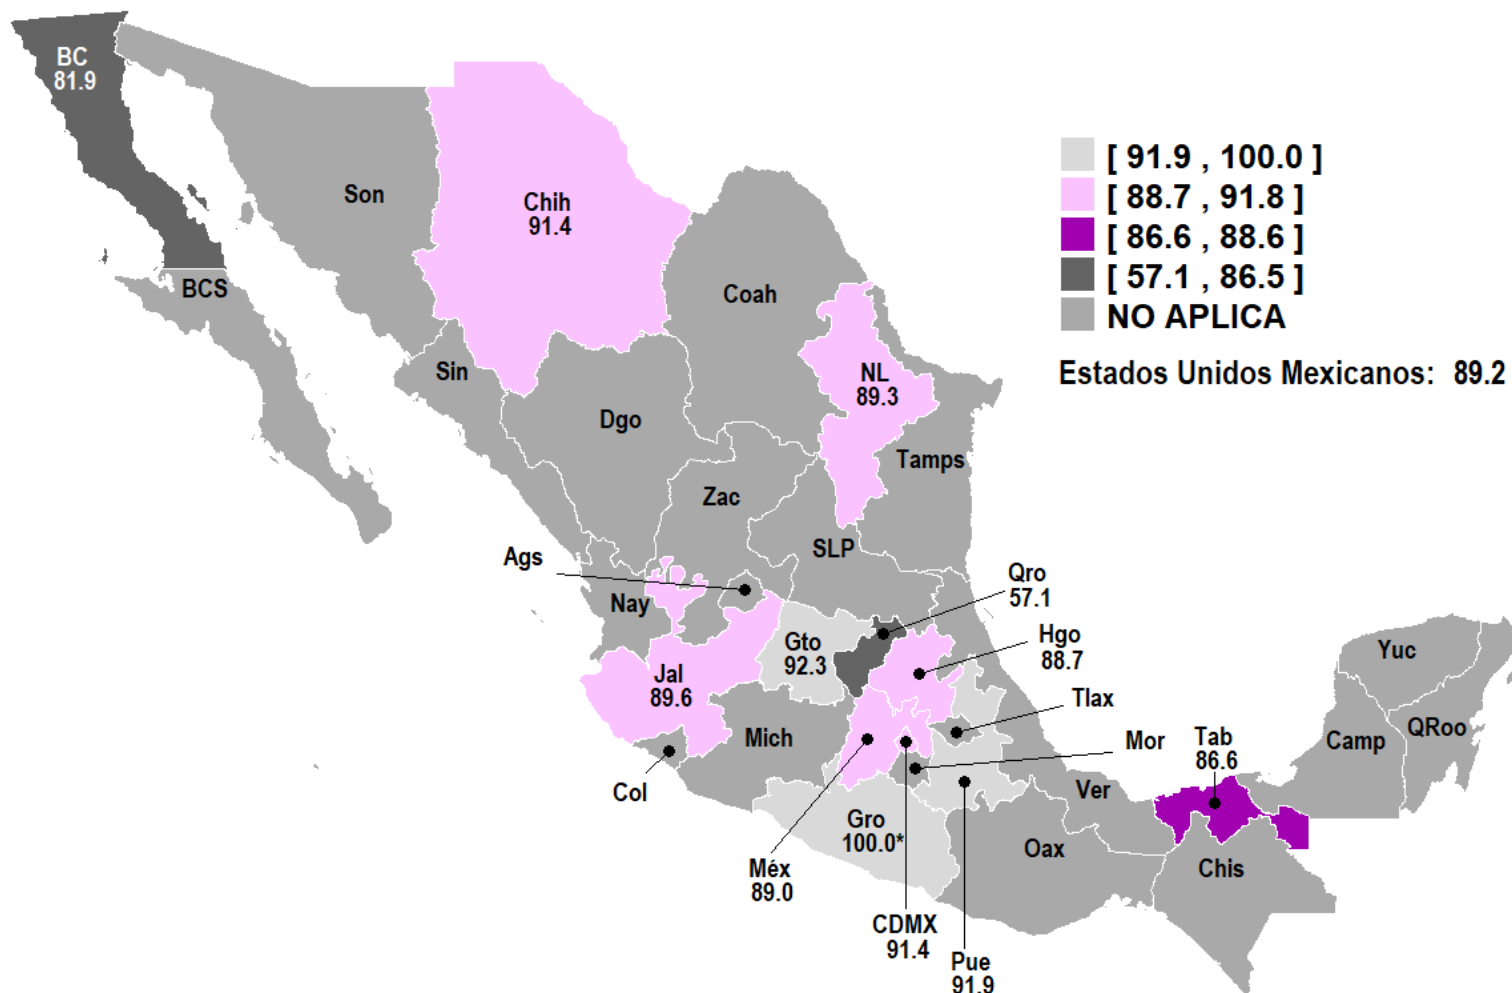 BC
81.9
Son
Chih
91.4
BCS
Coah
Sin
NL
89.3
Dgo
Tamps
Zac
SLP
Ags
Nay
Qro
57.1
Gto
92.3
Hgo
88.7
Jal
89.6
Tlax
Mich
Mor
Col
Tab
86.6
Yuc
QRoo
Camp
Ver
Gro
100.0*
Oax
Chis
Méx
89.0
CDMX
91.4
Pue
91.9
[ 91.9 , 100.0 ]
[ 88.7 , 91.8 ]
[ 86.6 , 88.6 ]
[ 57.1 , 86.5 ]
NO APLICA
Estados Unidos Mexicanos: 89.2